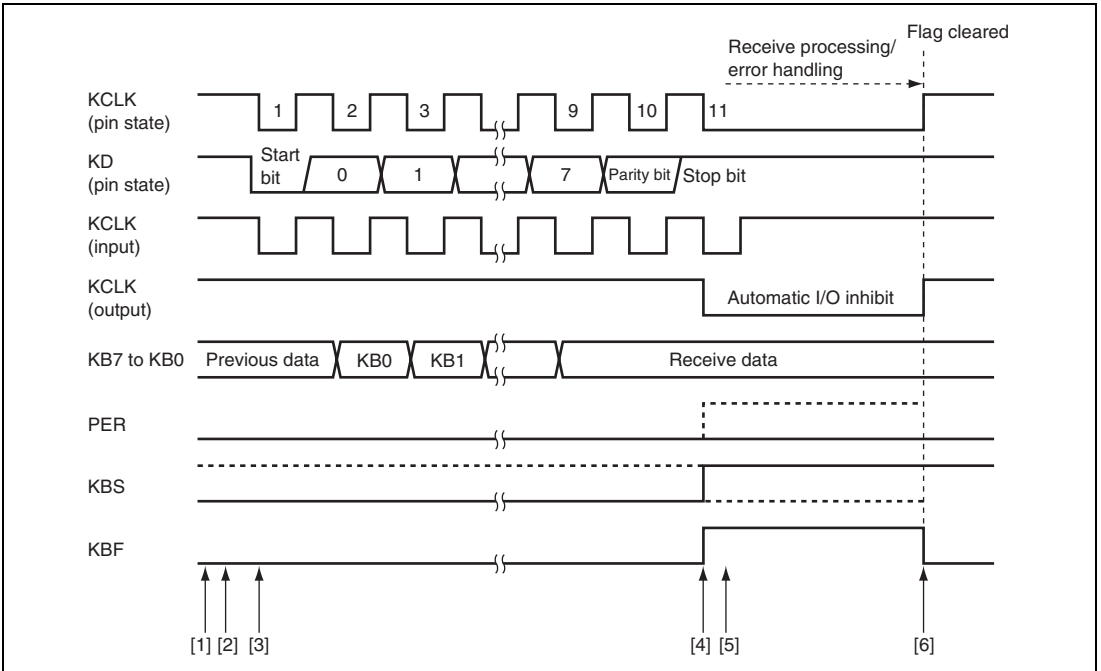 Flag cleared
Receive processing/
error handling
KCLK
(pin state)
1 2 3 9 10 11
KD
(pin state)
Start
bit
0 1 7 Parity bit Stop bit
KCLK
(input)
KCLK
(output)
Automatic I/O inhibit
KB7 to KB0 Previous data KB0 KB1 Receive data
PER
KBS
KBF
[1] [2] [3] [4] [5] [6]